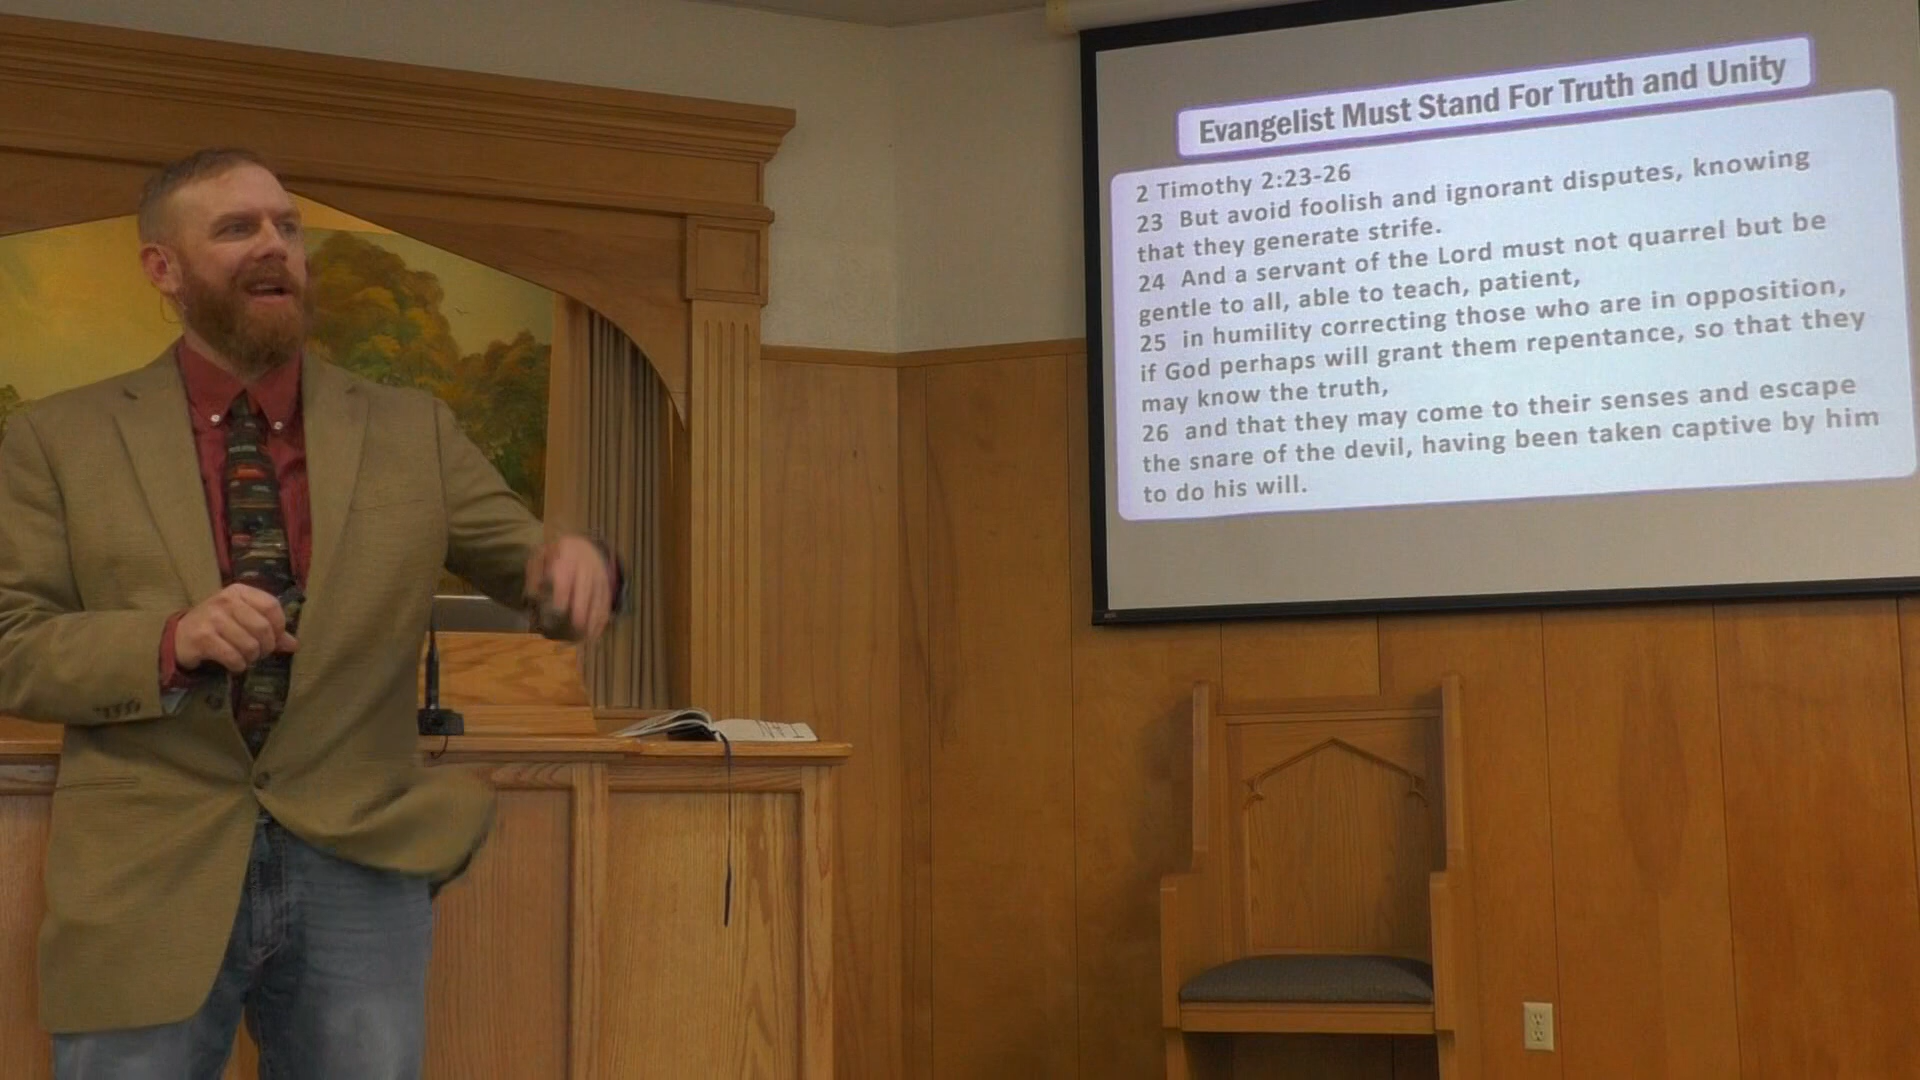 Evangelist Must Stand For Truth and Unity
2 Timothy 2:23-26
23 But avoid foolish and ignorant disputes, knowing
that they generate strife.
24 And a servant of the Lord must not quarrel but be
gentle to all, able to teach, patient,
25 in humility correcting those who are in opposition,
if God perhaps will grant them repentance, so that they
may know the truth,
26 and that they may come to their senses and escape
the snare of the devil, having been taken captive by him
to do his will.